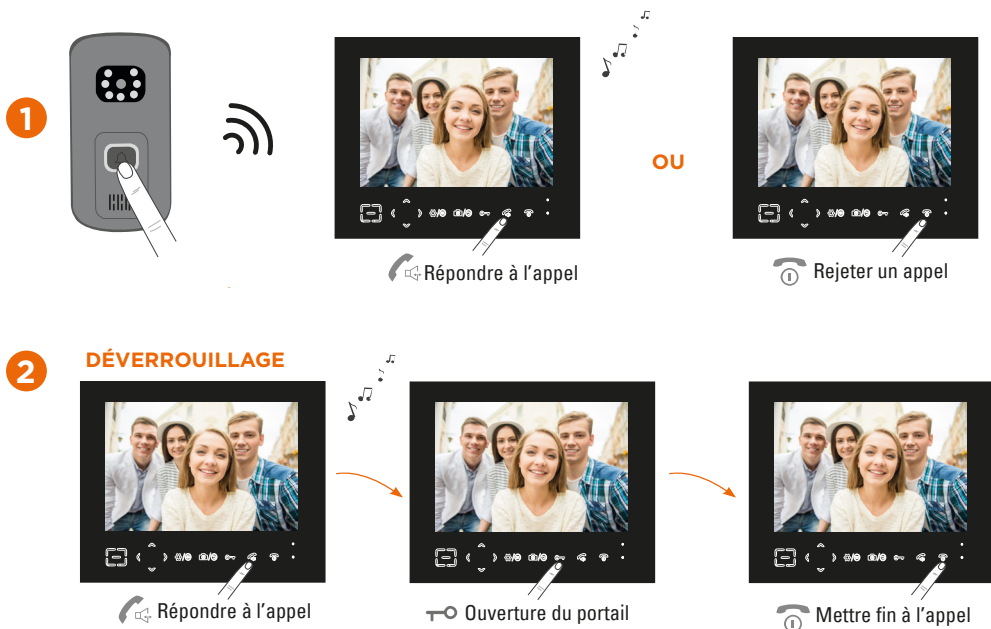 1
OU
Répondre à l'appel
Rejeter un appel
2
DÉVERROUILLAGE
Répondre à l'appel
Ouverture du portail
Mettre fin à l'appel